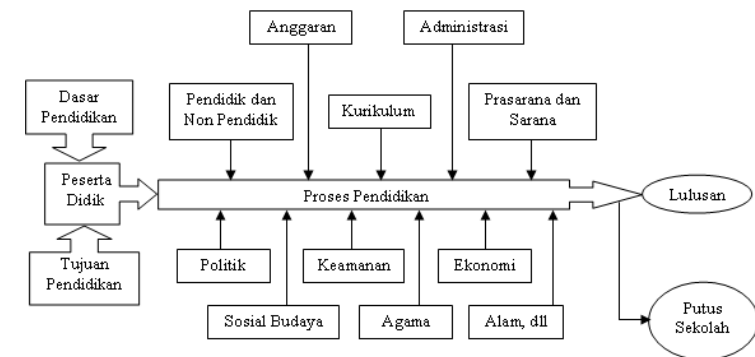 Anggaran
Administrasi
Dasar
Pendidikan
Pendidik dan
Non Pendidik
Kurikulum
Prasarana dan
Sarana
Peserta
Didik
Proses Pendidikan
Lulusan
Tujuan
Pendidikan
Politik
Keamanan
Ekonomi
Sosial Budaya
Agama
Alam, dll
Putus
Sekolah